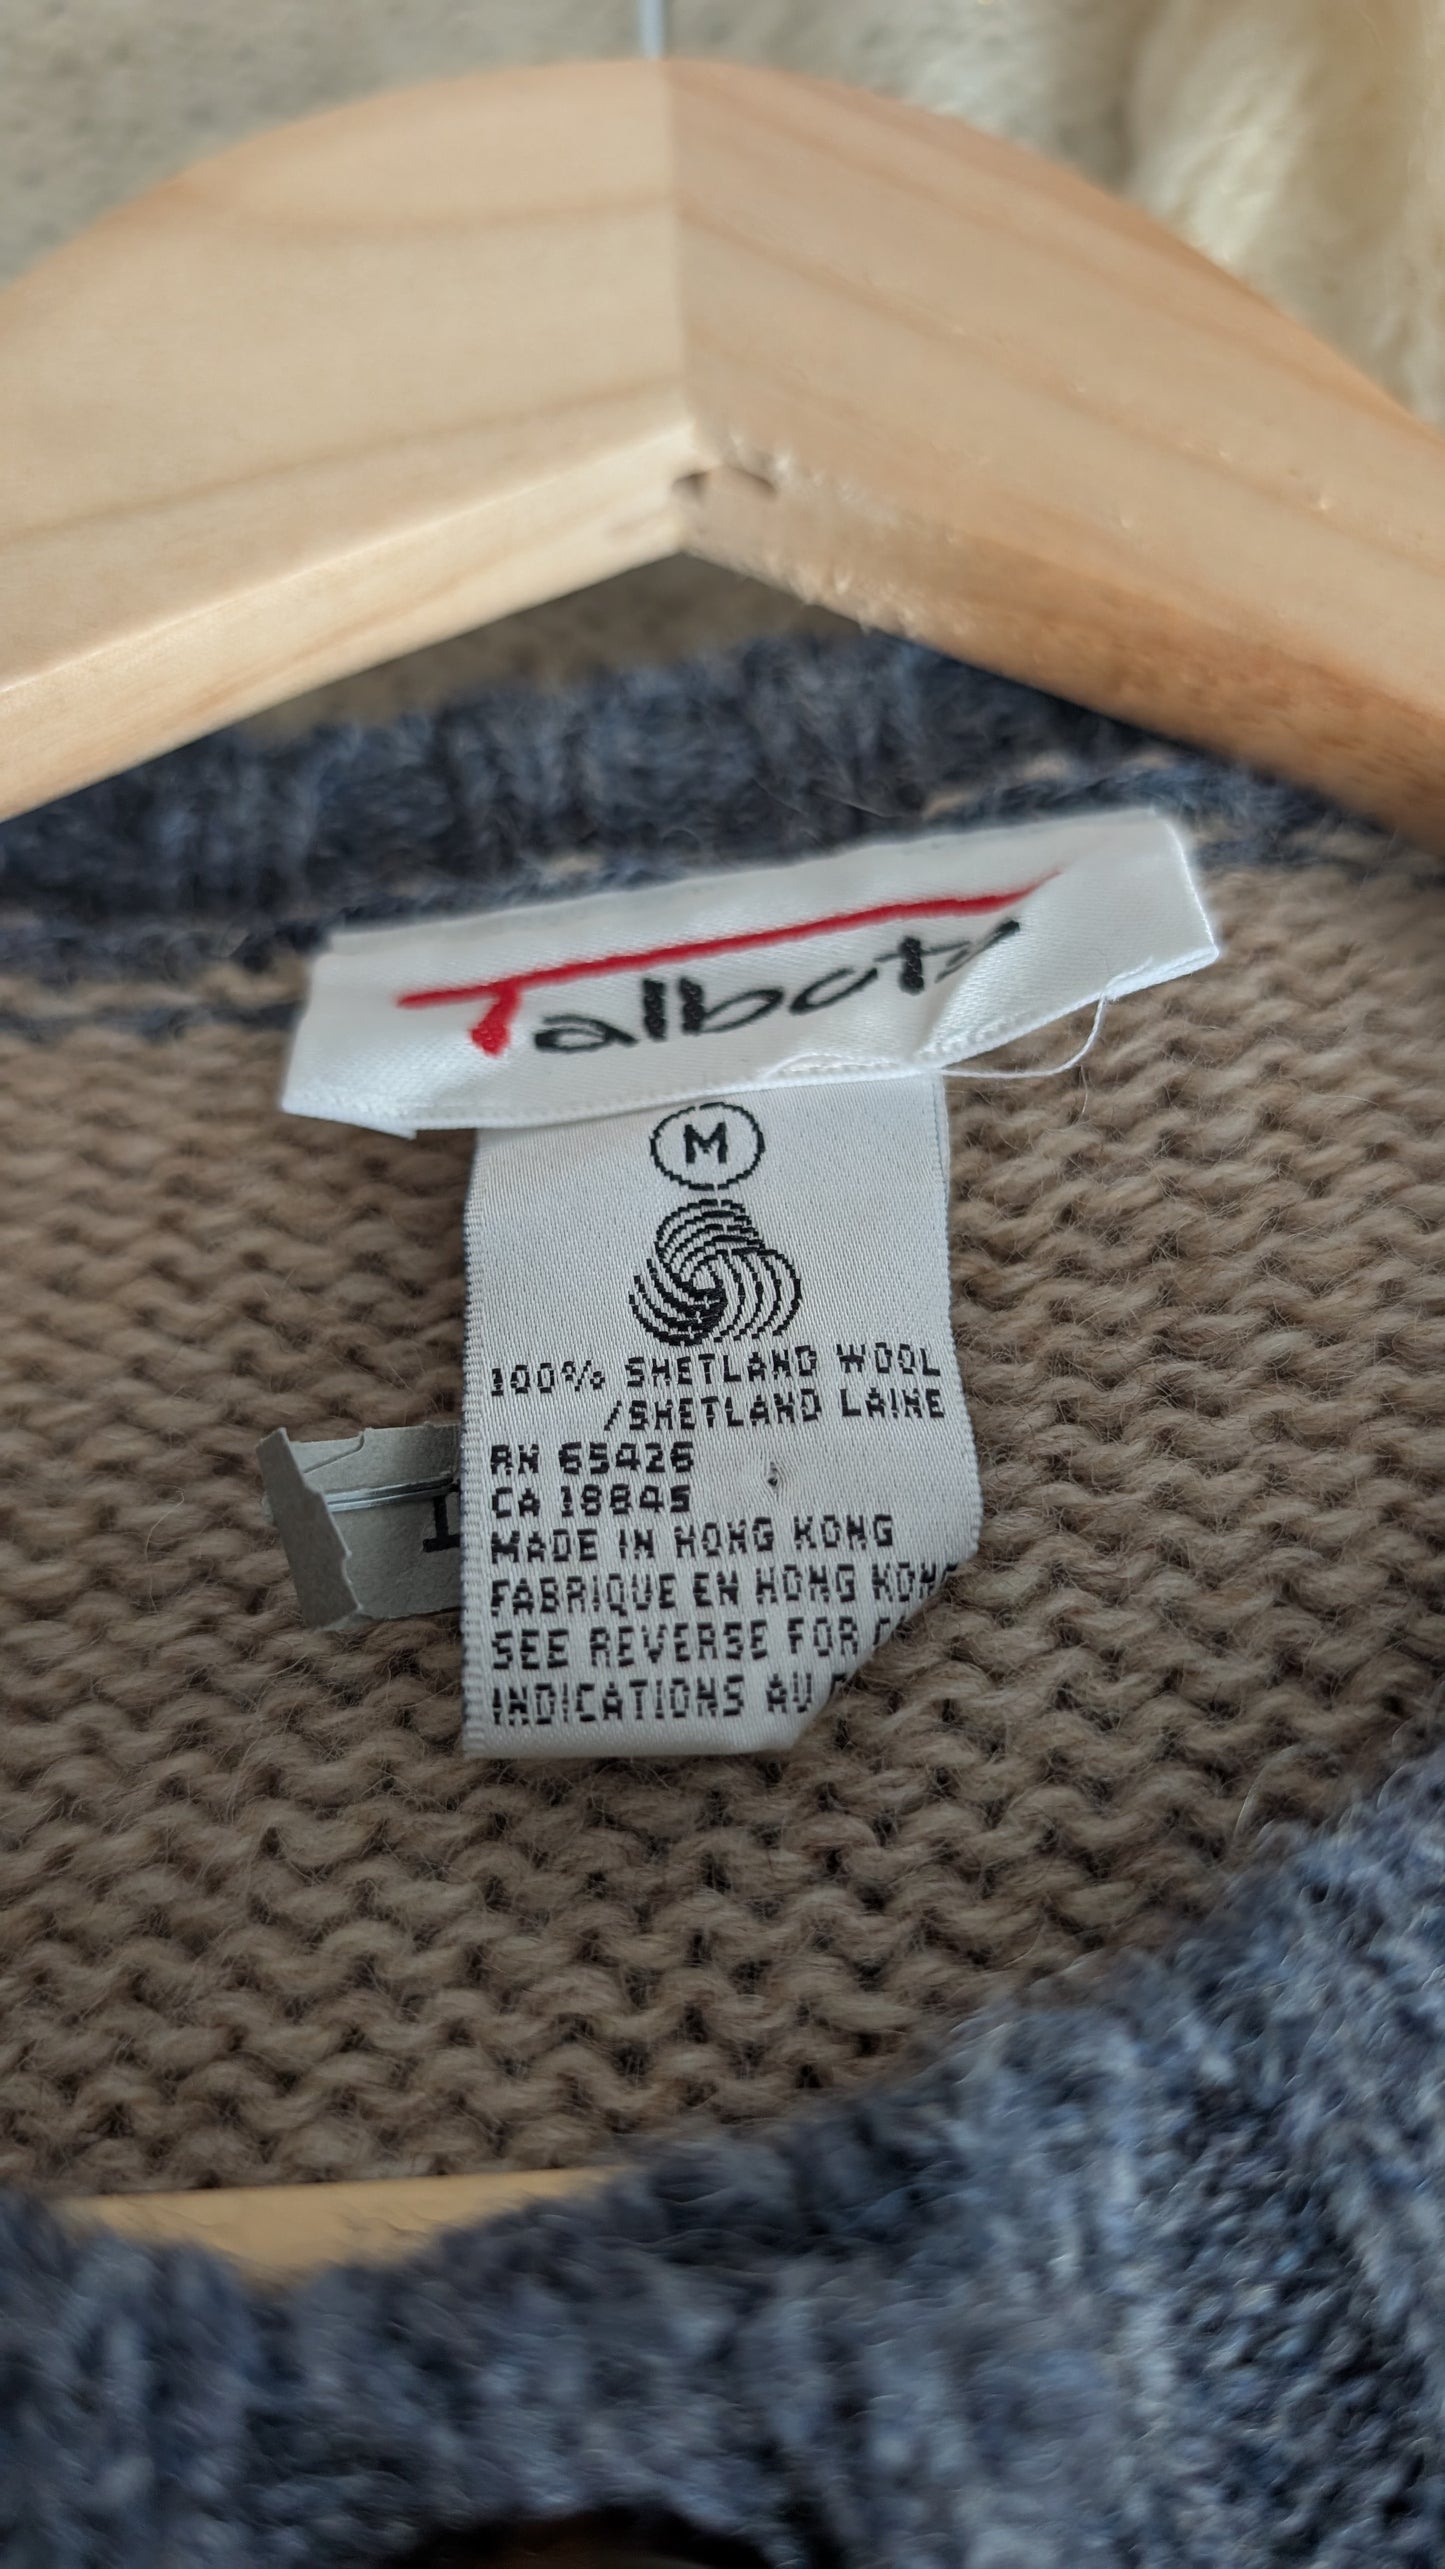 Talbots
M
100% SHETLAND WOOL
/SHETLAND LAINE
RN 65426
CA 18845
MADE IN HONG KONG
FABRIQUE EN HONG KON
SEE REVERSE FOR
INDICATIONS AU